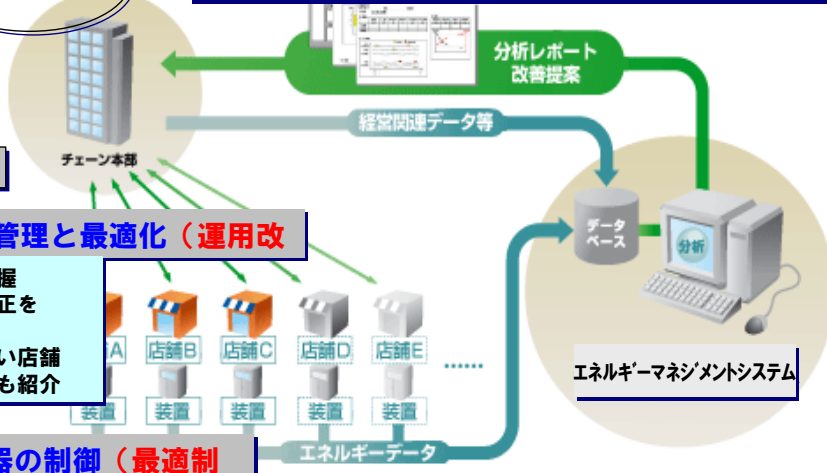 分析レポート
改善提案
経営関連データ等
チェーン本部
管理と最適化（運用改
データ
ベース
分析
握
正を
い店舗
も紹介
A
店舗B
店舗C
店舗D
店舗E
……
装置
装置
装置
装置
装置
エネルギーマネジメントシステム
エネルギーデータ
器の制御（最適制